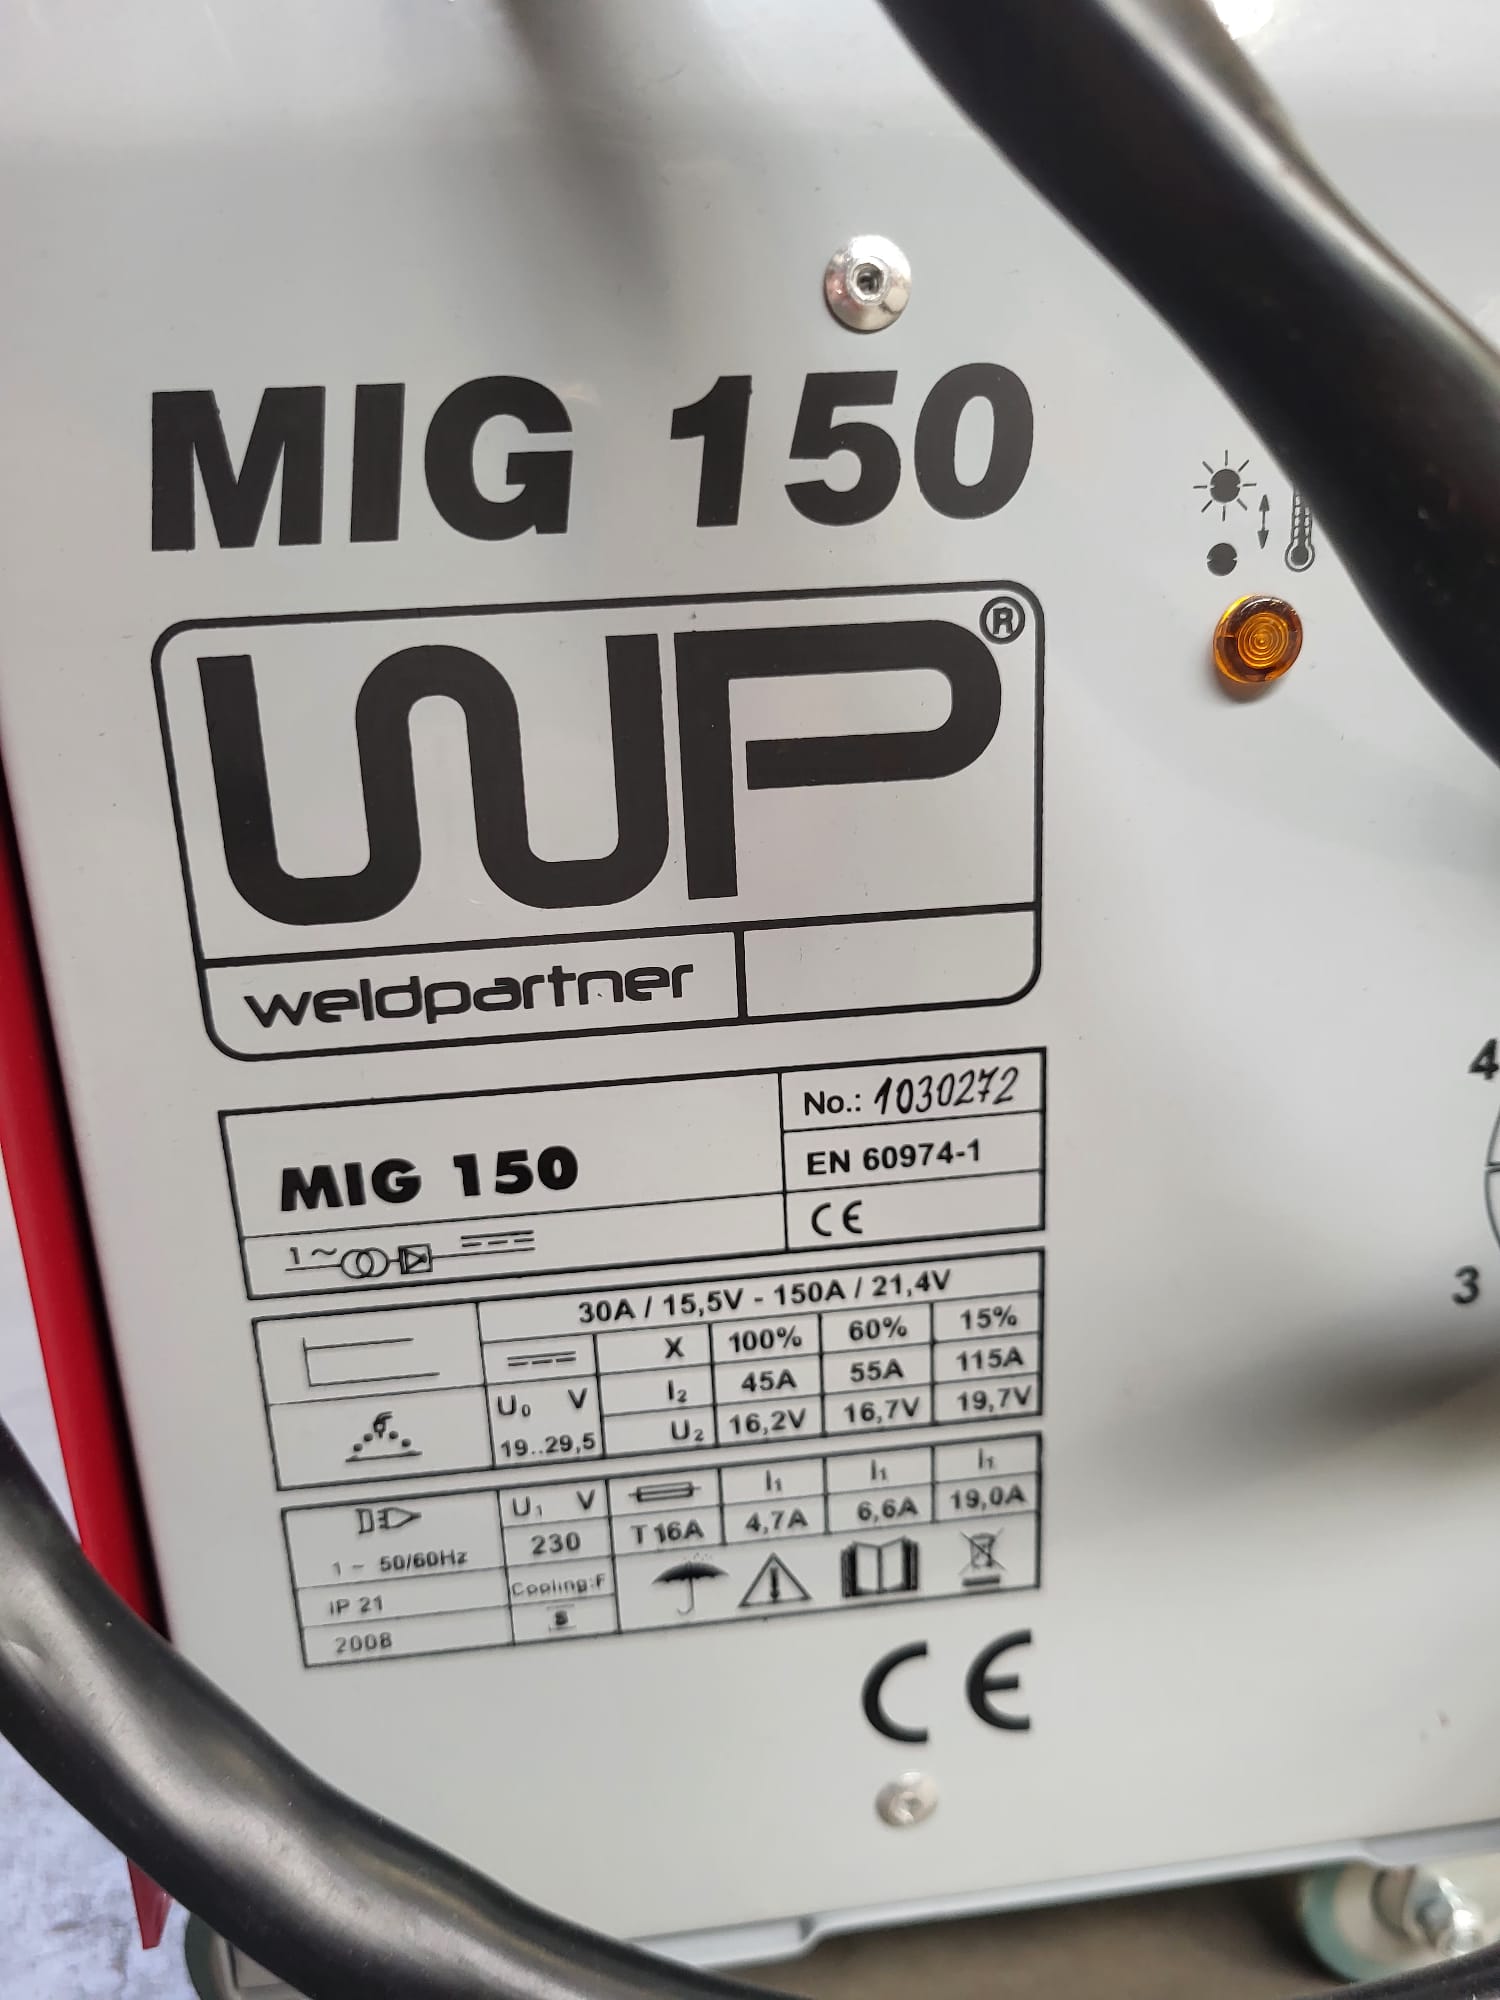 MIG 150
WP®
weldpartner
No.: 1030272
MIG 150
EN 60974-1
CE
1~
30A / 15,5V - 150A / 21,4V
X 100% 60% 15%
U₀ V I₂ 45A 55A 115A
19..29,5 U₂ 16,2V 16,7V 19,7V
U₁ V I₁ I₁ I₁
1 ~ 50/60Hz 230 T 16A 4,7A 6,6A 19,0A
IP 21 Cooling:F
2008 S
CE
4
3